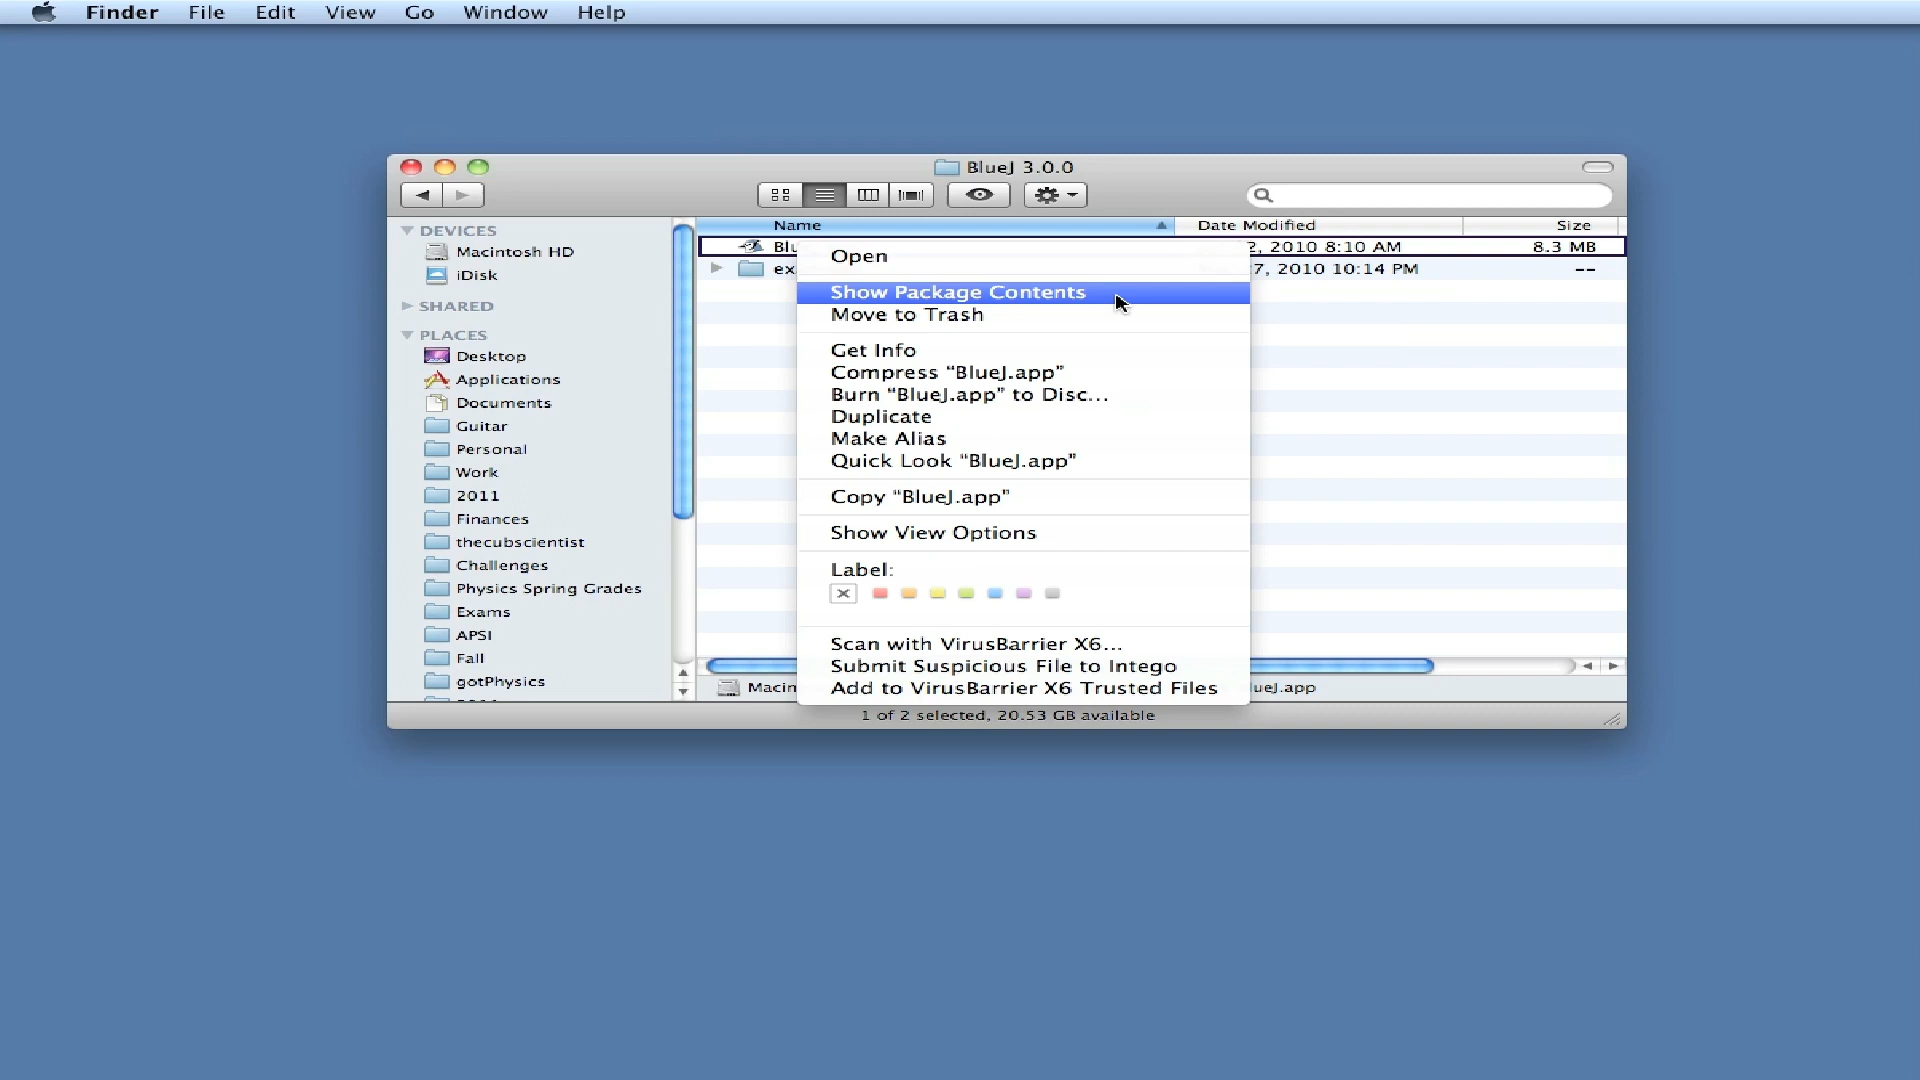 Finder File Edit View Go Window Help
BlueJ 3.0.0
DEVICES
Macintosh HD
iDisk
SHARED
PLACES
Desktop
Applications
Documents
Guitar
Personal
Work
2011
Finances
thecubscientist
Challenges
Physics Spring Grades
Exams
APSI
Fall
gotPhysics
Name Date Modified Size
Blu 2, 2010 8:10 AM 8.3 MB
ex 7, 2010 10:14 PM --
Open
Show Package Contents
Move to Trash
Get Info
Compress “BlueJ.app”
Burn “BlueJ.app” to Disc...
Duplicate
Make Alias
Quick Look “BlueJ.app”
Copy “BlueJ.app”
Show View Options
Label:
Scan with VirusBarrier X6...
Submit Suspicious File to Intego
Add to VirusBarrier X6 Trusted Files
Macin lueJ.app
1 of 2 selected, 20.53 GB available